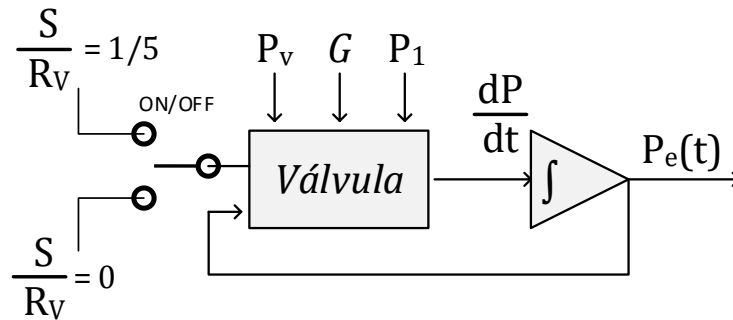 S/R_V = 1/5
ON/OFF
P_v G P_1
Válvula
dP/dt
∫
P_e(t)
S/R_V = 0